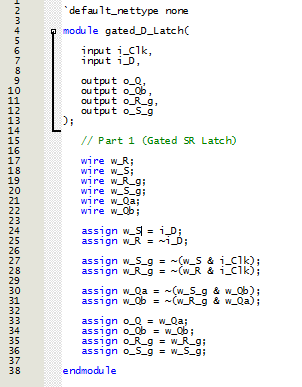 1
2 `default_nettype none
3
4 module gated_D_Latch(
5
6 input i_Clk,
7 input i_D,
8
9 output o_Q,
10 output o_Qb,
11 output o_R_g,
12 output o_S_g
13 );
14
15 // Part 1 (Gated SR Latch)
16
17 wire w_R;
18 wire w_S;
19 wire w_R_g;
20 wire w_S_g;
21 wire w_Qa;
22 wire w_Qb;
23
24 assign w_S = i_D;
25 assign w_R = ~i_D;
26
27 assign w_S_g = ~(w_S & i_Clk);
28 assign w_R_g = ~(w_R & i_Clk);
29
30 assign w_Qa = ~(w_S_g & w_Qb);
31 assign w_Qb = ~(w_R_g & w_Qa);
32
33 assign o_Q = w_Qa;
34 assign o_Qb = w_Qb;
35 assign o_R_g = w_R_g;
36 assign o_S_g = w_S_g;
37
38 endmodule